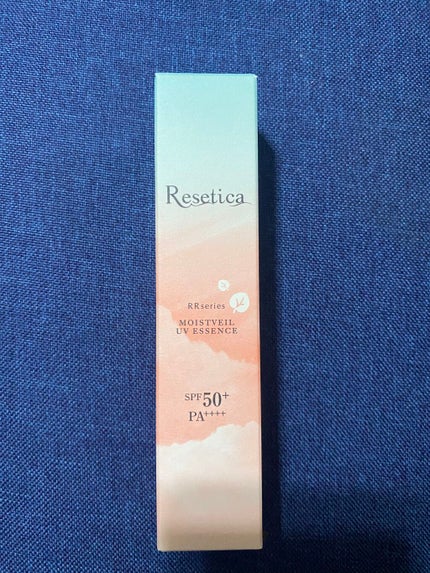 Resetica
RRseries
MOISTVEIL
UV ESSENCE
SPF50+
PA++++